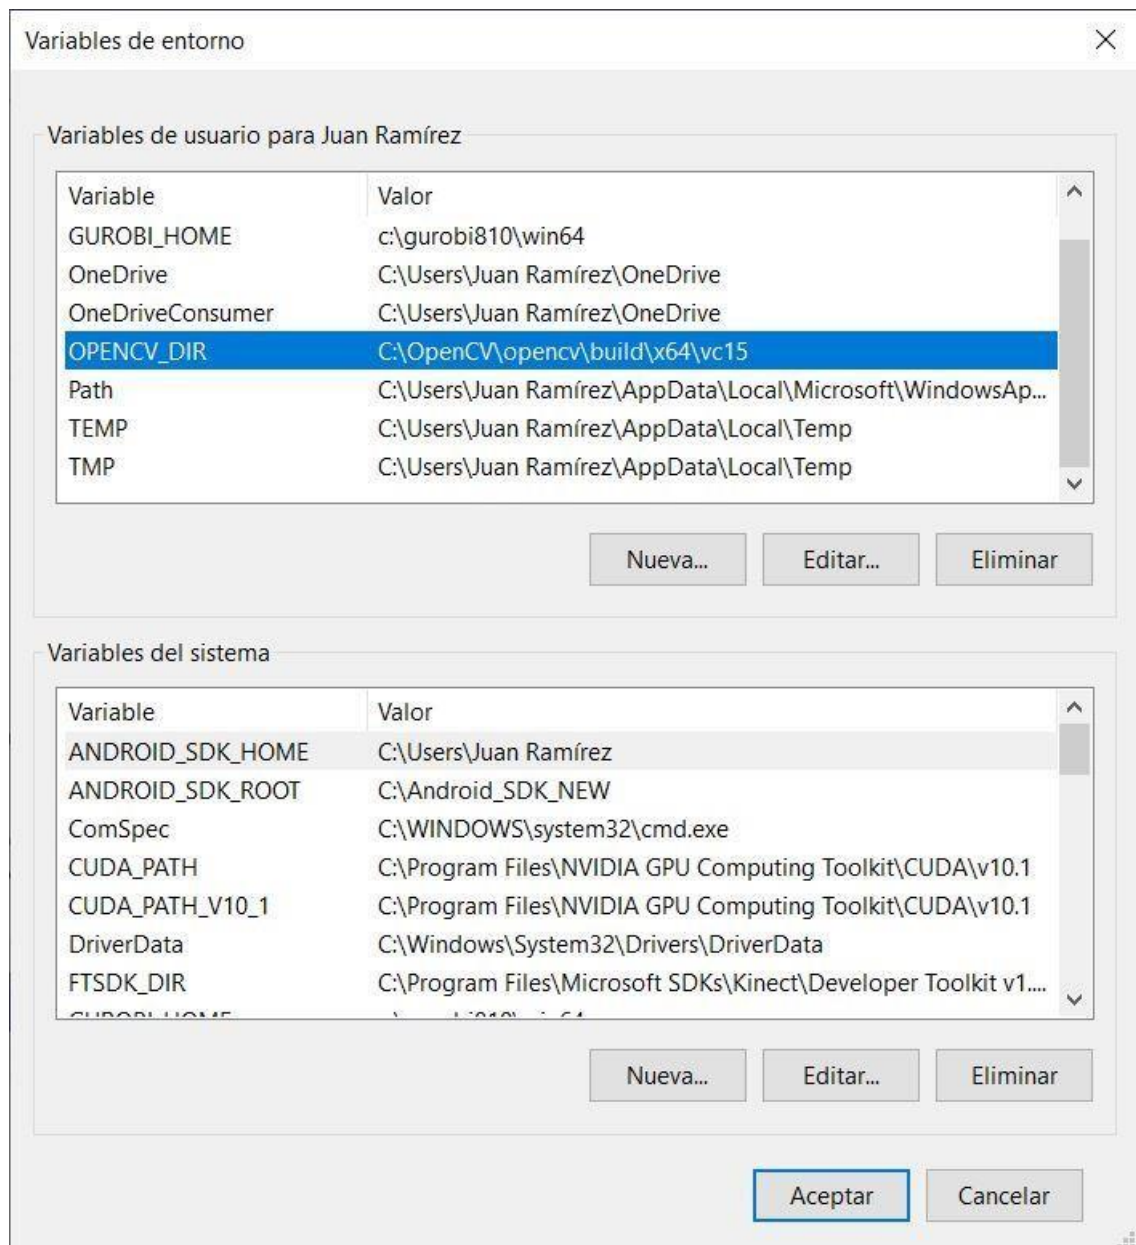 Variables de entorno
Variables de usuario para Juan Ramírez
Variable Valor
GUROBI_HOME c:\gurobi810\win64
OneDrive C:\Users\Juan Ramírez\OneDrive
OneDriveConsumer C:\Users\Juan Ramírez\OneDrive
OPENCV_DIR C:\OpenCV\opencv\build\x64\vc15
Path C:\Users\Juan Ramírez\AppData\Local\Microsoft\WindowsAp...
TEMP C:\Users\Juan Ramírez\AppData\Local\Temp
TMP C:\Users\Juan Ramírez\AppData\Local\Temp
Nueva... Editar... Eliminar
Variables del sistema
Variable Valor
ANDROID_SDK_HOME C:\Users\Juan Ramírez
ANDROID_SDK_ROOT C:\Android_SDK_NEW
ComSpec C:\WINDOWS\system32\cmd.exe
CUDA_PATH C:\Program Files\NVIDIA GPU Computing Toolkit\CUDA\v10.1
CUDA_PATH_V10_1 C:\Program Files\NVIDIA GPU Computing Toolkit\CUDA\v10.1
DriverData C:\Windows\System32\Drivers\DriverData
FTSDK_DIR C:\Program Files\Microsoft SDKs\Kinect\Developer Toolkit v1....
Nueva... Editar... Eliminar
Aceptar Cancelar